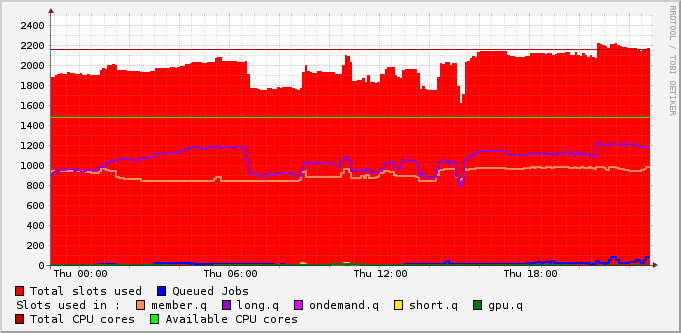 2400
2200
2000
1800
1600
1400
1200
1000
800
600
400
200
0
Thu 00:00 Thu 06:00 Thu 12:00 Thu 18:00
RRDTOOL / TOBI OETIKER
Total slots used Queued Jobs
Slots used in : member.q long.q ondemand.q short.q gpu.q
Total CPU cores Available CPU cores